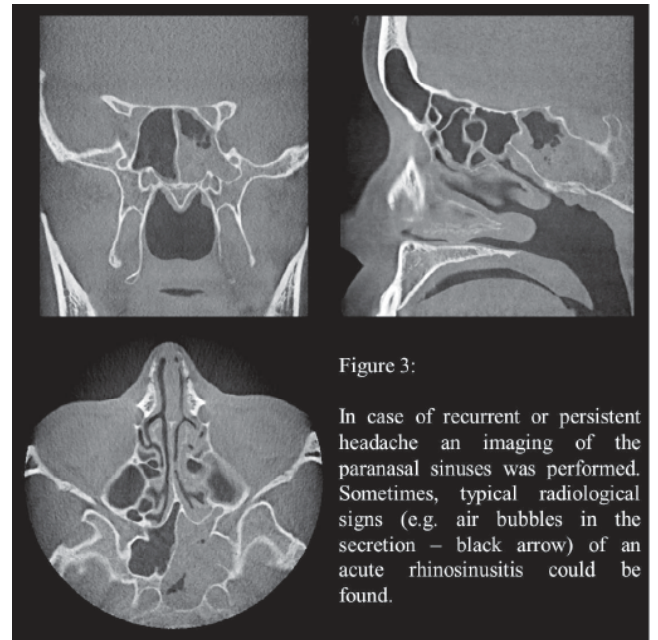 Figure 3:
In case of recurrent or persistent
headache an imaging of the
paranasal sinuses was performed.
Sometimes, typical radiological
signs (e.g. air bubbles in the
secretion – black arrow) of an
acute rhinosinusitis could be
found.